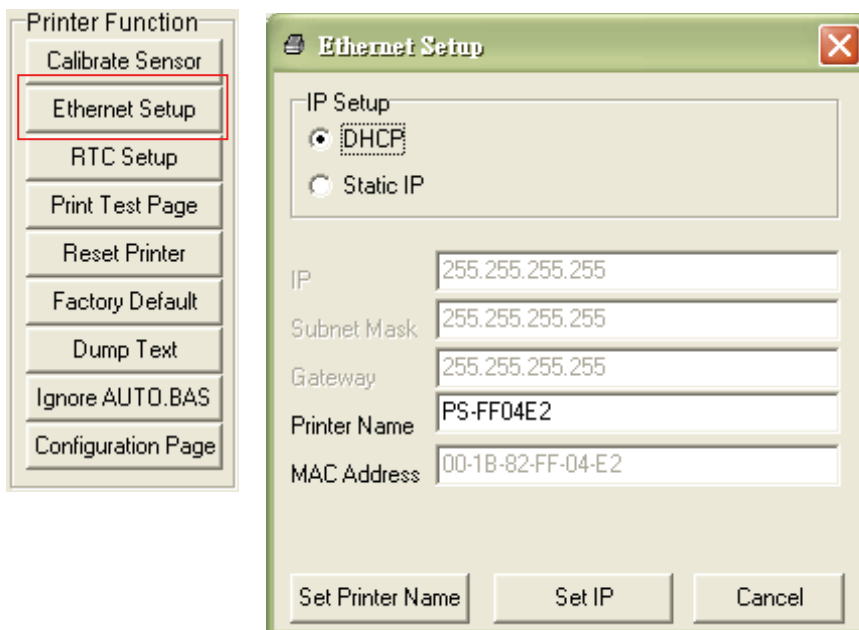 Printer Function
Calibrate Sensor
Ethernet Setup
RTC Setup
Print Test Page
Reset Printer
Factory Default
Dump Text
Ignore AUTO.BAS
Configuration Page
Ethernet Setup
IP Setup
DHCP
Static IP
IP 255.255.255.255
Subnet Mask 255.255.255.255
Gateway 255.255.255.255
Printer Name PS-FF04E2
MAC Address 00-1B-82-FF-04-E2
Set Printer Name Set IP Cancel